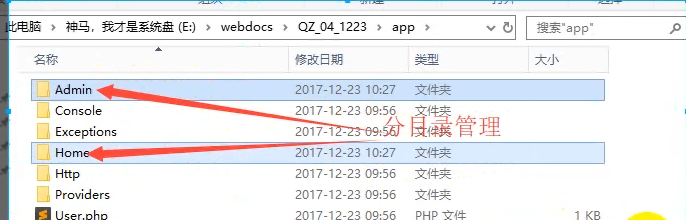 此电脑 › 神马，我才是系统盘 (E:) › webdocs › QZ_04_1223 › app › 搜索"app"
名称 修改日期 类型 大小
Admin 2017-12-23 10:27 文件夹
Console 2017-12-23 09:56 文件夹
Exceptions 2017-12-23 09:56 文件夹
分目录管理
Home 2017-12-23 10:27 文件夹
Http 2017-12-23 09:56 文件夹
Providers 2017-12-23 09:56 文件夹
User.php 2017-12-23 09:56 PHP 文件 1 KB